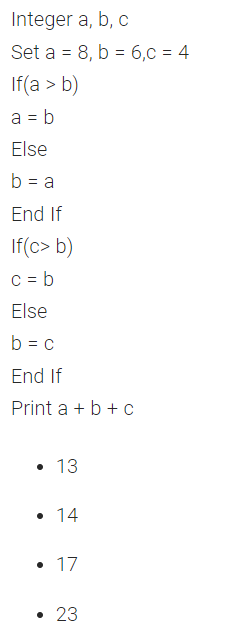 Integer a, b, c
Set a = 8, b = 6,c = 4
If(a > b)
a = b
Else
b = a
End If
If(c> b)
c = b
Else
b = c
End If
Print a + b + c
• 13
• 14
• 17
• 23